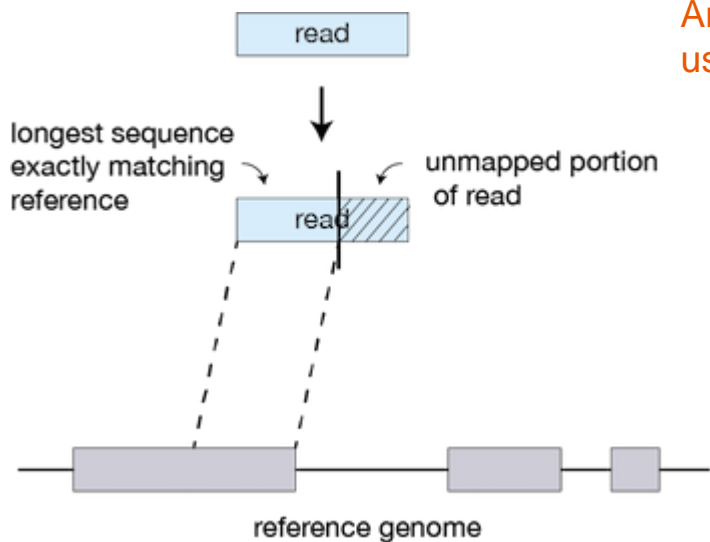 read
longest sequence
exactly matching
reference
unmapped portion
of read
read
reference genome